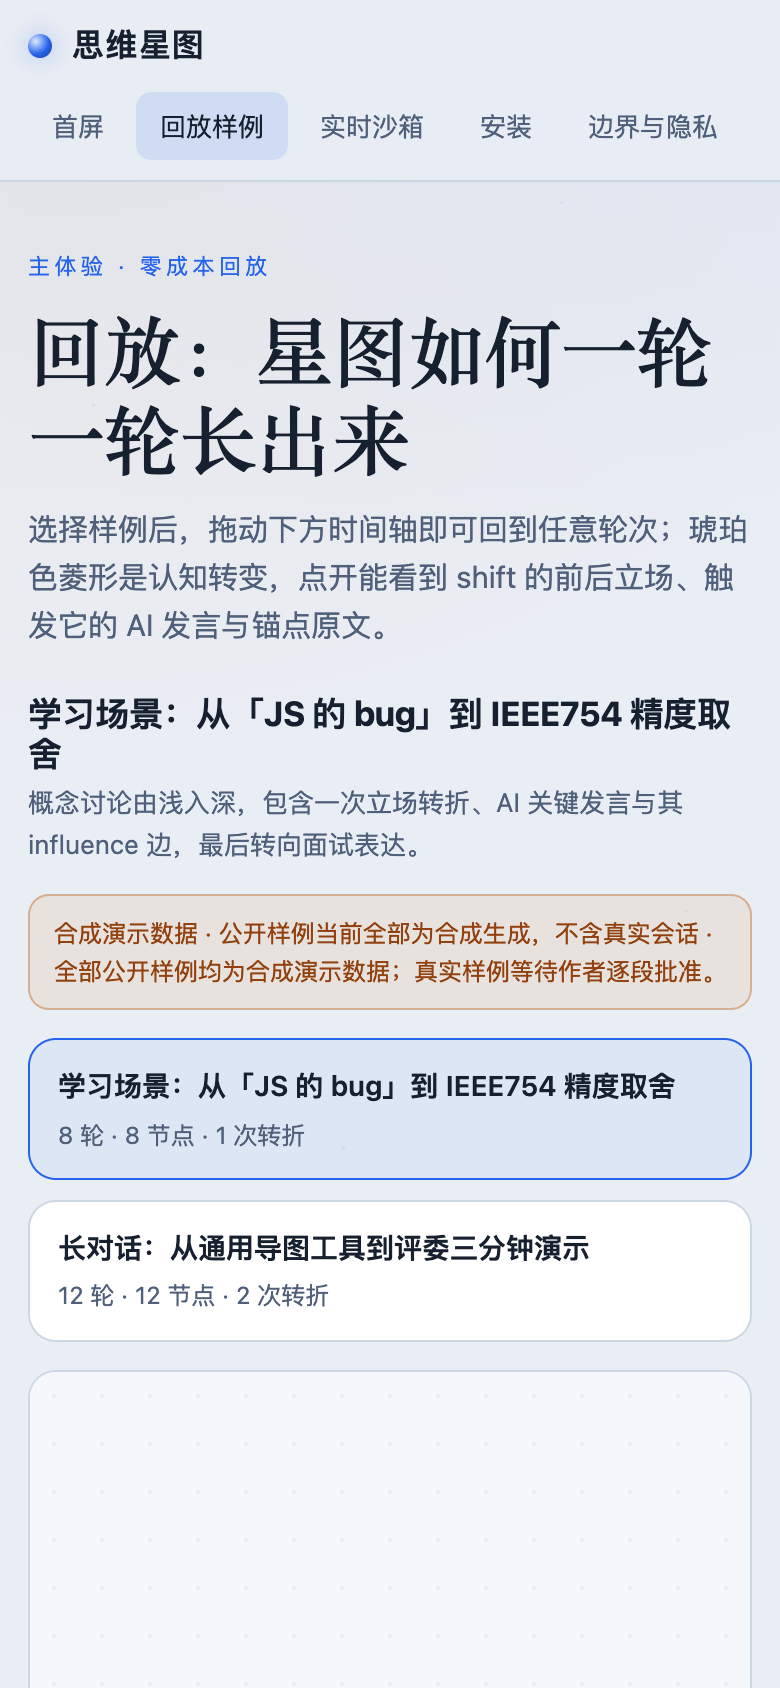 思维星图
首屏 回放样例 实时沙箱 安装 边界与隐私
主体验 · 零成本回放
回放：星图如何一轮
一轮长出来
选择样例后，拖动下方时间轴即可回到任意轮次；琥珀
色菱形是认知转变，点开能看到 shift 的前后立场、触
发它的 AI 发言与锚点原文。
学习场景：从「JS 的 bug」到 IEEE754 精度取
舍
概念讨论由浅入深，包含一次立场转折、AI 关键发言与其
influence 边，最后转向面试表达。
合成演示数据 · 公开样例当前全部为合成生成，不含真实会话 ·
全部公开样例均为合成演示数据；真实样例等待作者逐段批准。
学习场景：从「JS 的 bug」到 IEEE754 精度取舍
8 轮 · 8 节点 · 1 次转折
长对话：从通用导图工具到评委三分钟演示
12 轮 · 12 节点 · 2 次转折